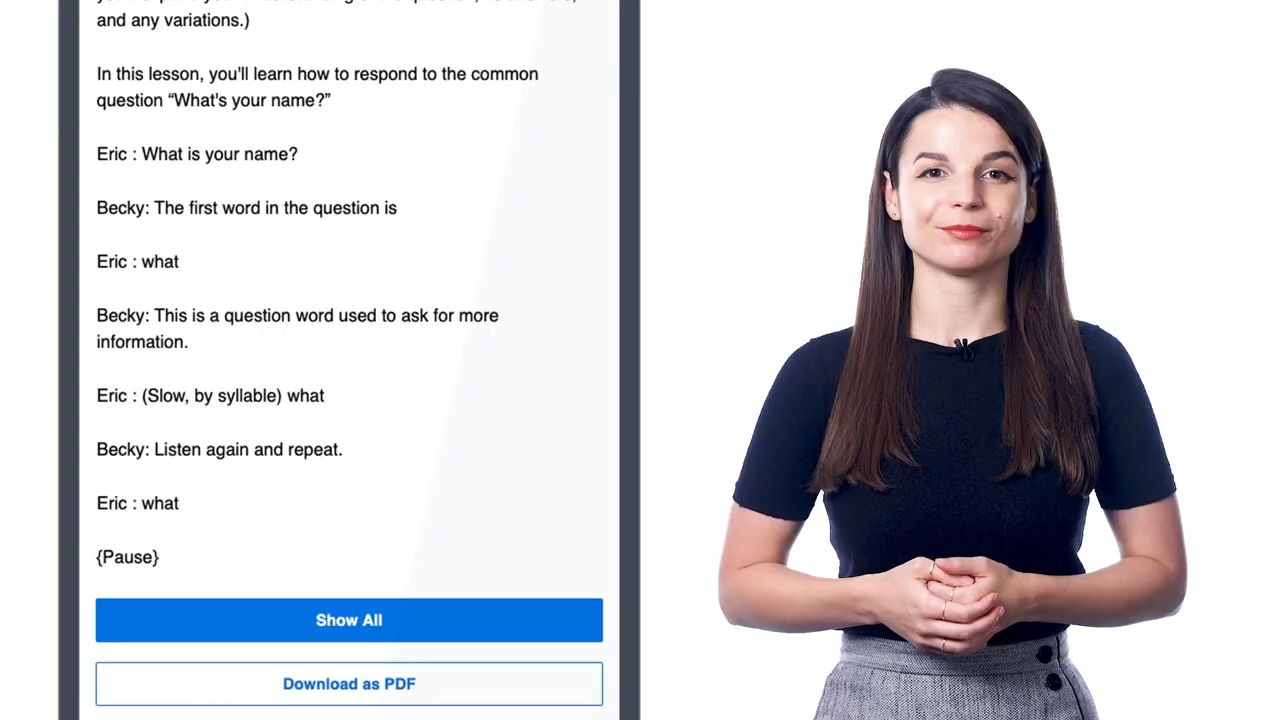 and any variations.)
In this lesson, you'll learn how to respond to the common
question “What's your name?”
Eric : What is your name?
Becky: The first word in the question is
Eric : what
Becky: This is a question word used to ask for more
information.
Eric : (Slow, by syllable) what
Becky: Listen again and repeat.
Eric : what
{Pause}
Show All
Download as PDF